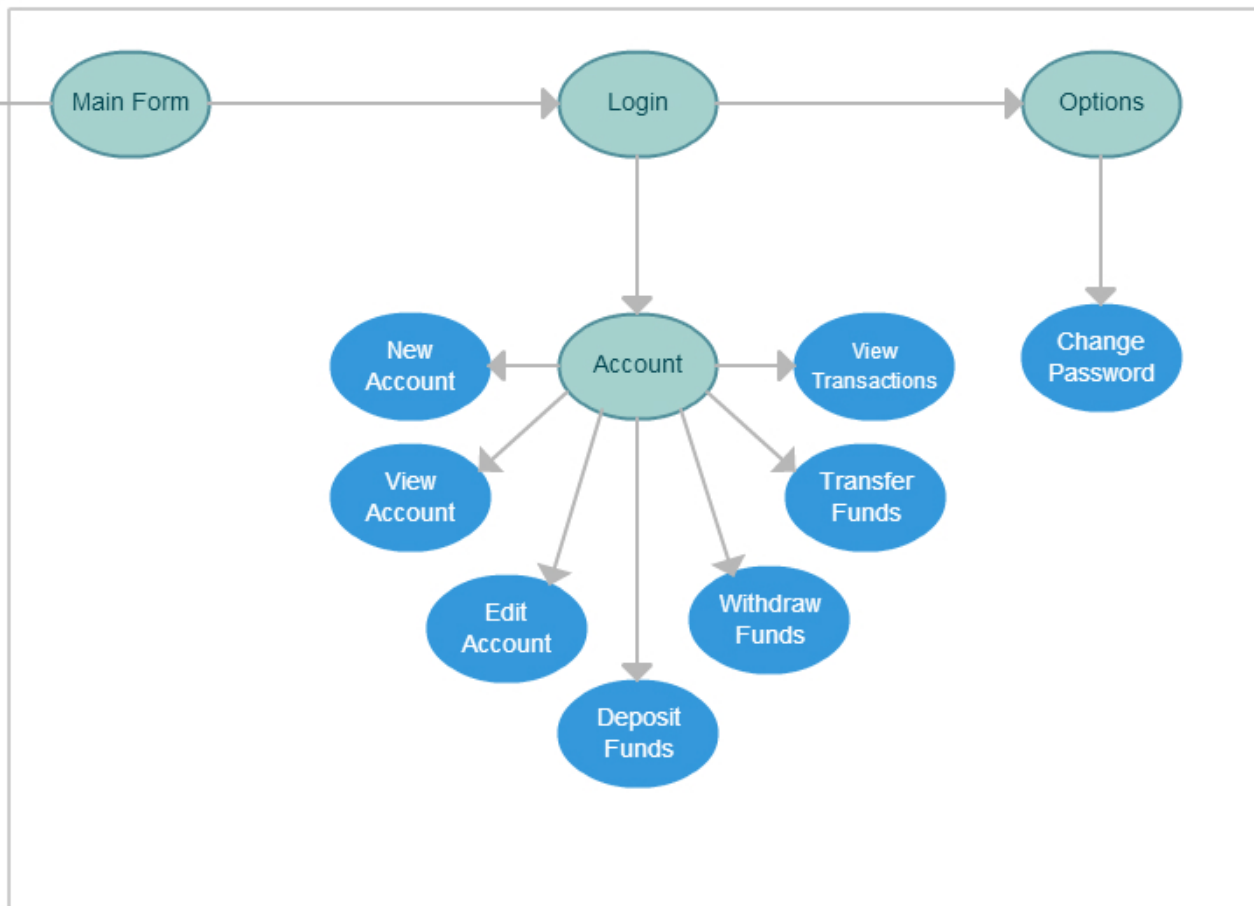 Main Form
Login
Options
New
Account
Account
View
Transactions
Change
Password
View
Account
Transfer
Funds
Edit
Account
Withdraw
Funds
Deposit
Funds